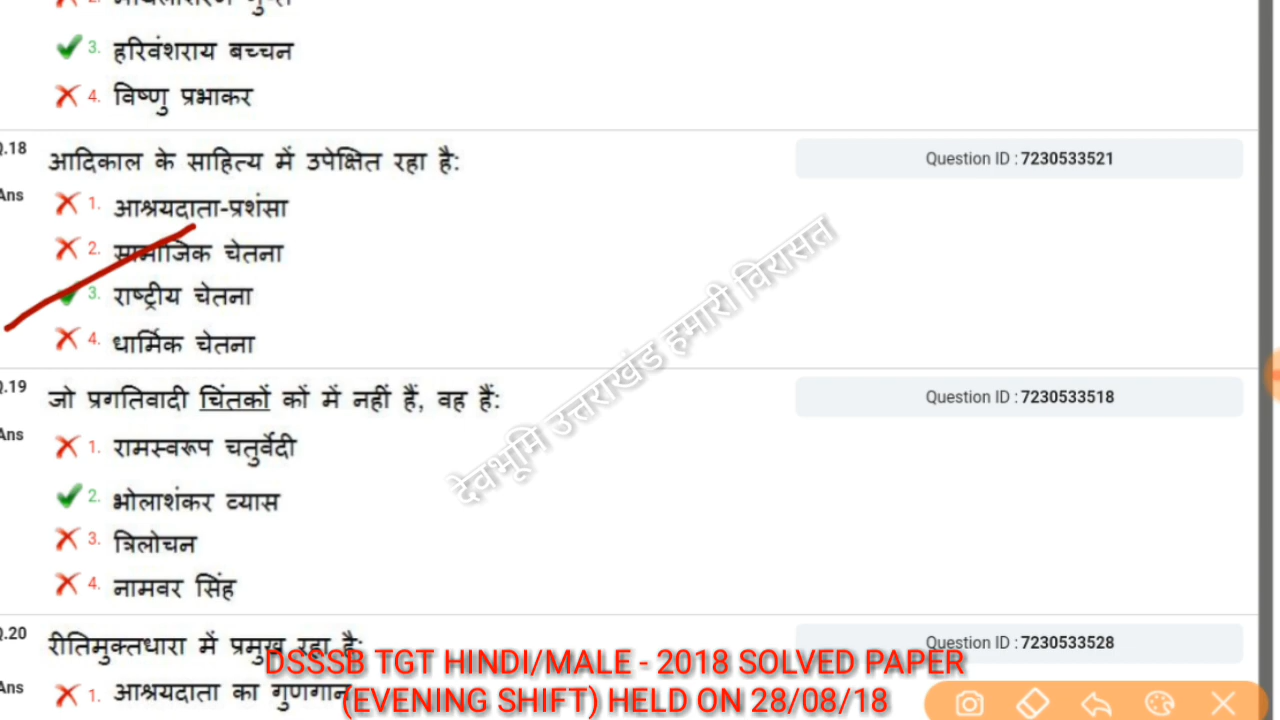 2.
3. हरिवंशराय बच्चन
4. विष्णु प्रभाकर
Q.18 आदिकाल के साहित्य में उपेक्षित रहा है: Question ID : 7230533521
Ans 1. आश्रयदाता-प्रशंसा
2. सामाजिक चेतना
3. राष्ट्रीय चेतना
4. धार्मिक चेतना
देवभूमि उत्तराखंड हमारी विरासत
Q.19 जो प्रगतिवादी चिंतकों कों में नहीं हैं, वह हैं: Question ID : 7230533518
Ans 1. रामस्वरूप चतुर्वेदी
2. भोलाशंकर व्यास
3. त्रिलोचन
4. नामवर सिंह
Q.20 रीतिमुक्तधारा में प्रमुख रहा है: Question ID : 7230533528
DSSSB TGT HINDI/MALE - 2018 SOLVED PAPER
Ans 1. आश्रयदाता का गुणगान
(EVENING SHIFT) HELD ON 28/08/18